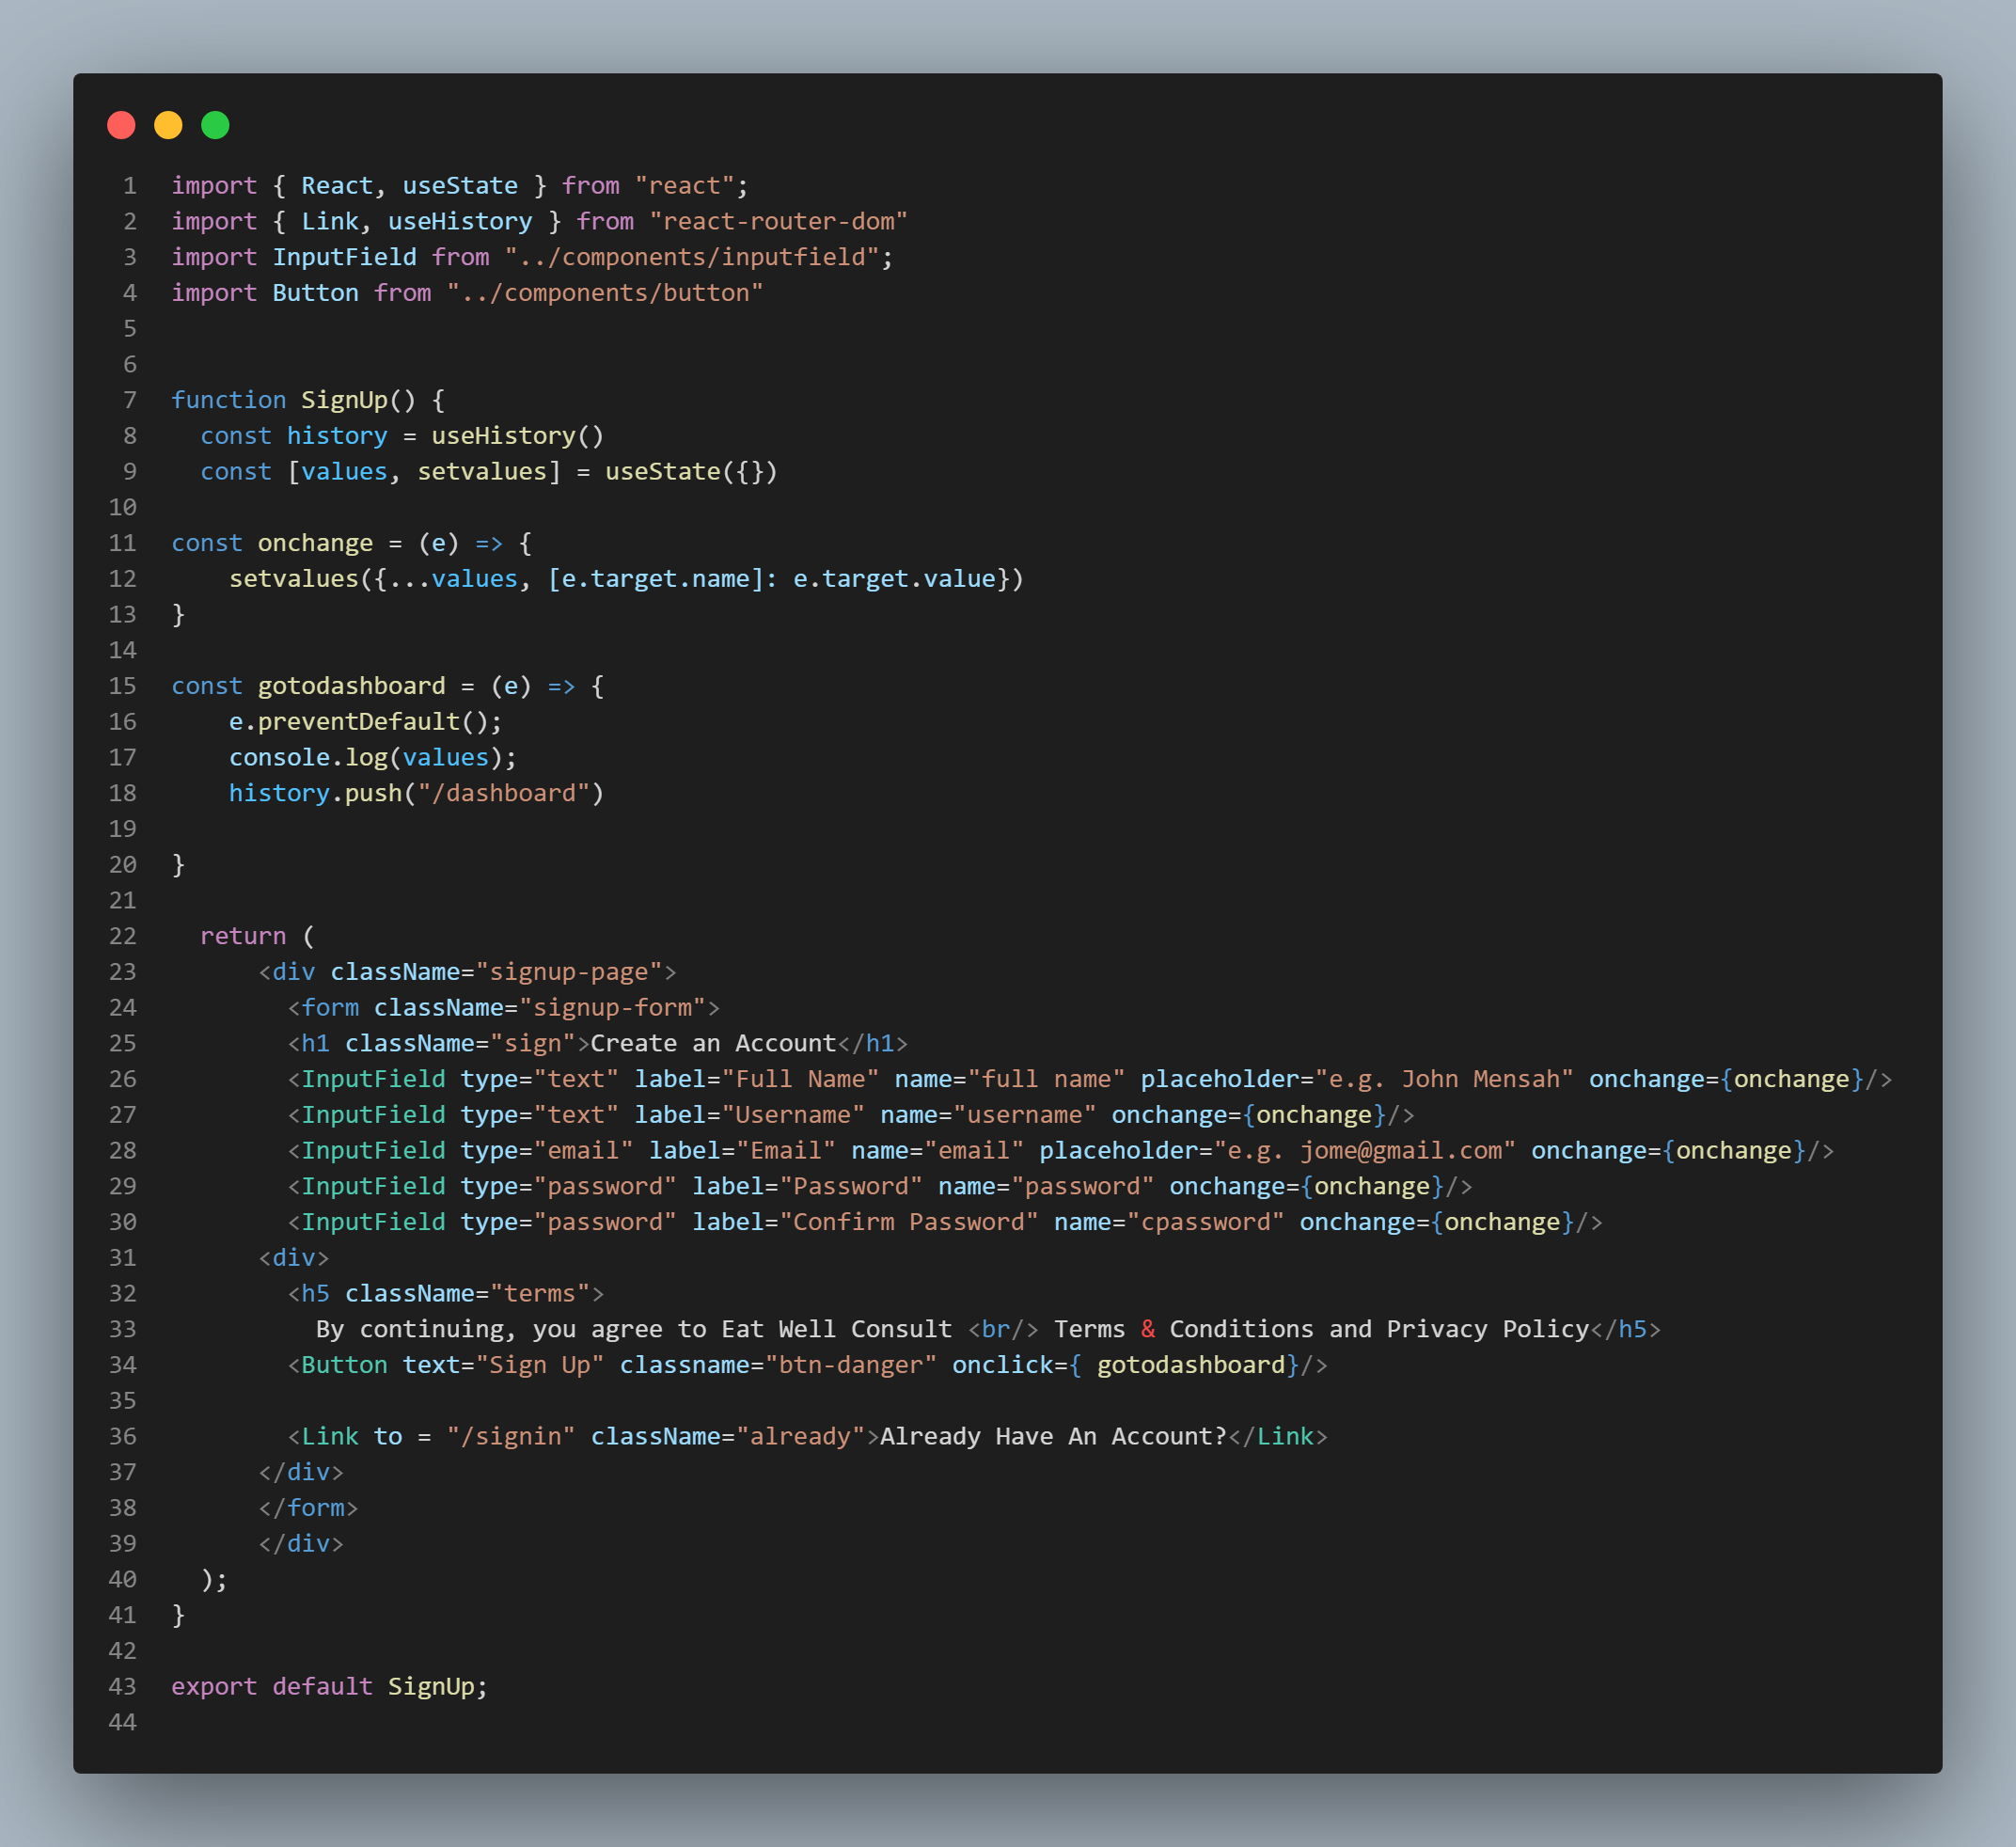 1 import { React, useState } from "react";
2 import { Link, useHistory } from "react-router-dom"
3 import InputField from "../components/inputfield";
4 import Button from "../components/button"
5
6
7 function SignUp() {
8   const history = useHistory()
9   const [values, setvalues] = useState({})
10
11 const onchange = (e) => {
12     setvalues({...values, [e.target.name]: e.target.value})
13 }
14
15 const gotodashboard = (e) => {
16     e.preventDefault();
17     console.log(values);
18     history.push("/dashboard")
19
20 }
21
22   return (
23       <div className="signup-page">
24         <form className="signup-form">
25         <h1 className="sign">Create an Account</h1>
26         <InputField type="text" label="Full Name" name="full name" placeholder="e.g. John Mensah" onchange={onchange}/>
27         <InputField type="text" label="Username" name="username" onchange={onchange}/>
28         <InputField type="email" label="Email" name="email" placeholder="e.g. jome@gmail.com" onchange={onchange}/>
29         <InputField type="password" label="Password" name="password" onchange={onchange}/>
30         <InputField type="password" label="Confirm Password" name="cpassword" onchange={onchange}/>
31       <div>
32         <h5 className="terms">
33           By continuing, you agree to Eat Well Consult <br/> Terms & Conditions and Privacy Policy</h5>
34         <Button text="Sign Up" classname="btn-danger" onclick={ gotodashboard}/>
35
36         <Link to = "/signin" className="already">Already Have An Account?</Link>
37       </div>
38       </form>
39       </div>
40   );
41 }
42
43 export default SignUp;
44